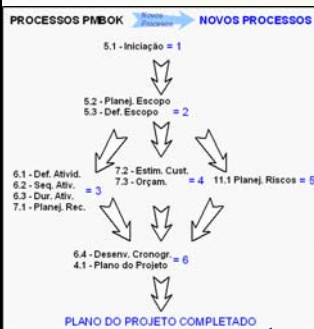 PROCESSOS PMBOK Novos Processos NOVOS PROCESSOS
5.1 - Iniciação = 1
5.2 - Planej. Escopo
5.3 - Def. Escopo = 2
6.1 - Def. Ativid.
6.2 - Seq. Ativ.
6.3 - Dur. Ativ.
7.1 - Planej. Rec. = 3
7.2 - Estim. Cust.
7.3 - Orçam. = 4
11.1 Planej. Riscos = 5
6.4 - Desenv. Cronogr.
4.1 - Plano do Projeto = 6
PLANO DO PROJETO COMPLETADO